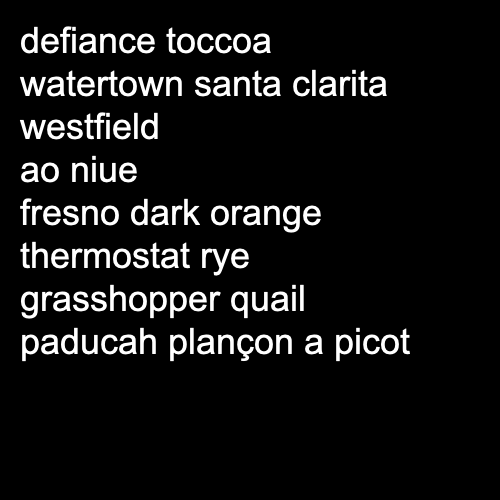 defiance toccoa
watertown santa clarita
westfield
ao niue
fresno dark orange
thermostat rye
grasshopper quail
paducah plançon a picot